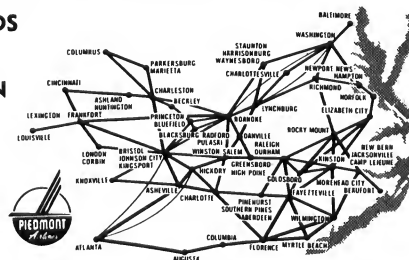 DS
N
BALTIMORE
WASHINGTON
COLUMBUS
PARKERSBURG
MARIETTA
STAUNTON
HARRISONBURG
WAYNESBORO
CHARLOTTESVILLE
NEWPORT NEWS
HAMPTON
RICHMOND
NORFOLK
ELIZABETH CITY
CINCINNATI
CHARLESTON
ASHLAND
HUNTINGTON
BECKLEY
LYNCHBURG
LEXINGTON
FRANKFORT
PRINCETON
BLUEFIELD
ROANOKE
LOUISVILLE
BLACKSBURG RADFORD
PULASKI
DANVILLE
ROCKY MOUNT
LONDON
CORBIN
BRISTOL
JOHNSON CITY
KINGSPORT
WINSTON SALEM
RALEIGH
DURHAM
GREENSBORO
HIGH POINT
KINSTON
NEW BERN
JACKSONVILLE
CAMP LEJEUNE
KNOXVILLE
HICKORY
GOLDSBORO
MOREHEAD CITY
BEAUFORT
ASHEVILLE
CHARLOTTE
PINEHURST
SOUTHERN PINES
ABERDEEN
FAYETTEVILLE
WILMINGTON
PIEDMONT
Airlines
ATLANTA
COLUMBIA
AUGUSTA
FLORENCE
MYRTLE BEACH